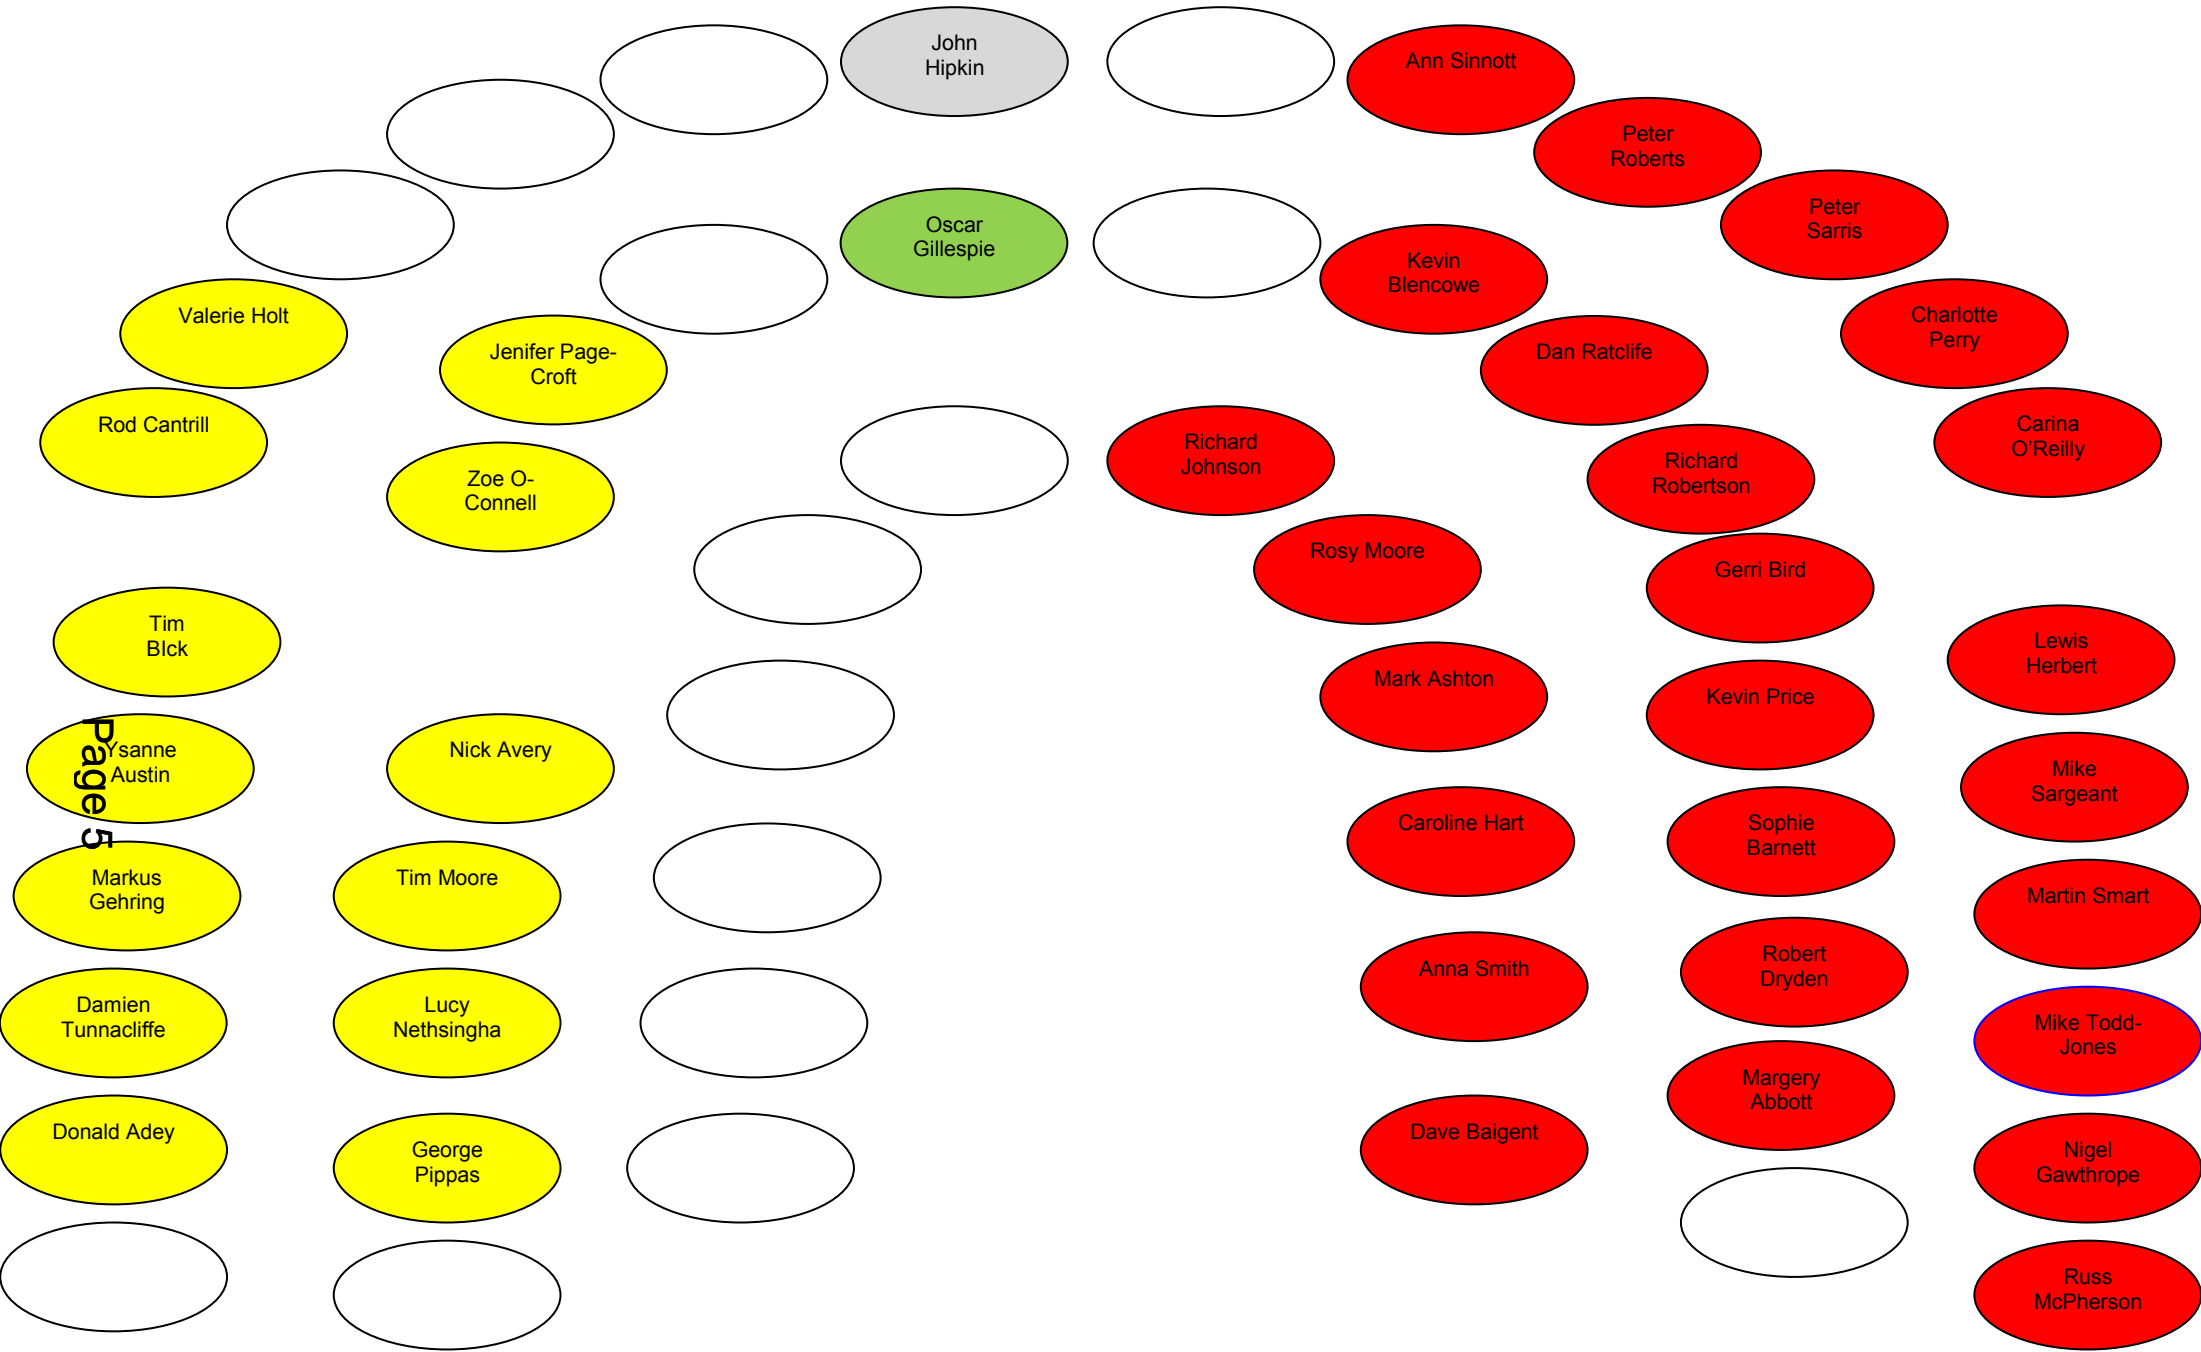 John
Hipkin
Ann Sinnott
Peter
Roberts
Peter
Sarris
Oscar
Gillespie
Kevin
Blencowe
Valerie Holt
Charlotte
Perry
Jenifer Page-
Croft
Dan Ratclife
Rod Cantrill
Carina
O'Reilly
Richard
Johnson
Richard
Robertson
Zoe O-
Connell
Rosy Moore
Gerri Bird
Tim
Blck
Lewis
Herbert
Mark Ashton
Kevin Price
Ysanne
Austin
Nick Avery
Mike
Sargeant
Page 5
Caroline Hart
Sophie
Barnett
Markus
Gehring
Tim Moore
Martin Smart
Anna Smith
Robert
Dryden
Damien
Tunnacliffe
Lucy
Nethsingha
Mike Todd-
Jones
Margery
Abbott
Donald Adey
Dave Baigent
George
Pippas
Nigel
Gawthrope
Russ
McPherson